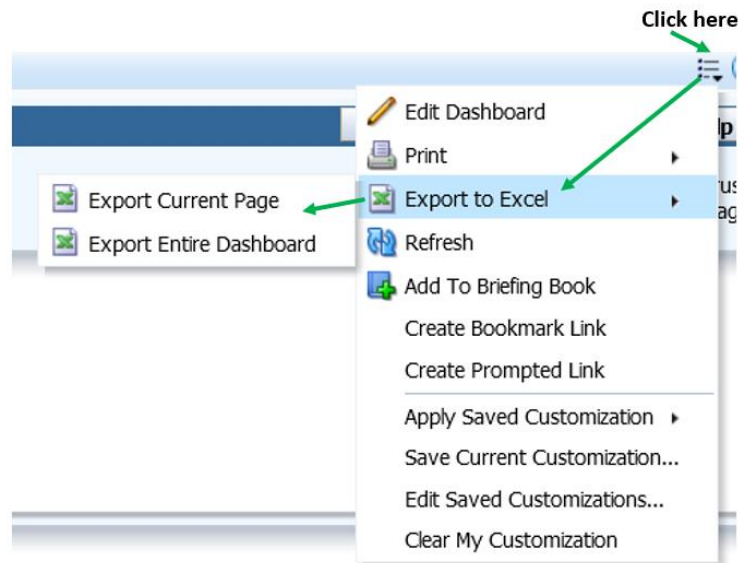 Click here
Edit Dashboard
lp
Print
Export to Excel
Export Current Page
Export Entire Dashboard
Refresh
Add To Briefing Book
Create Bookmark Link
Create Prompted Link
Apply Saved Customization
Save Current Customization...
Edit Saved Customizations...
Clear My Customization